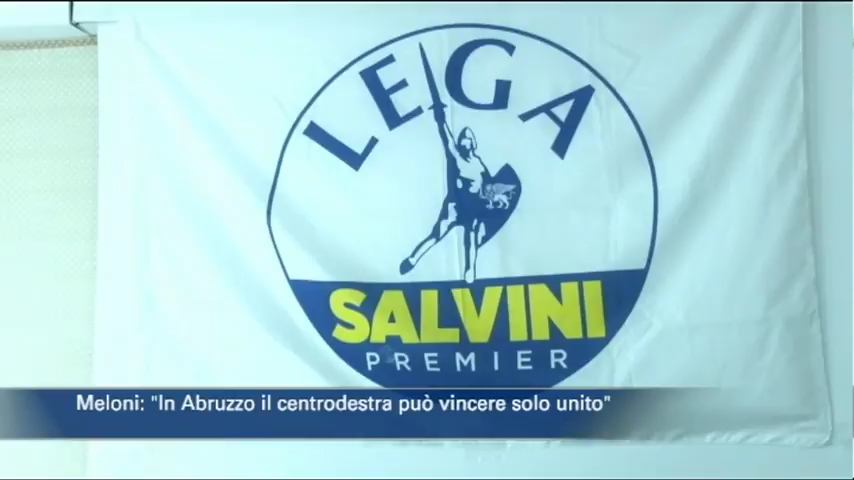 LEGA
SALVINI
PREMIER
Meloni: "In Abruzzo il centrodestra può vincere solo unito"